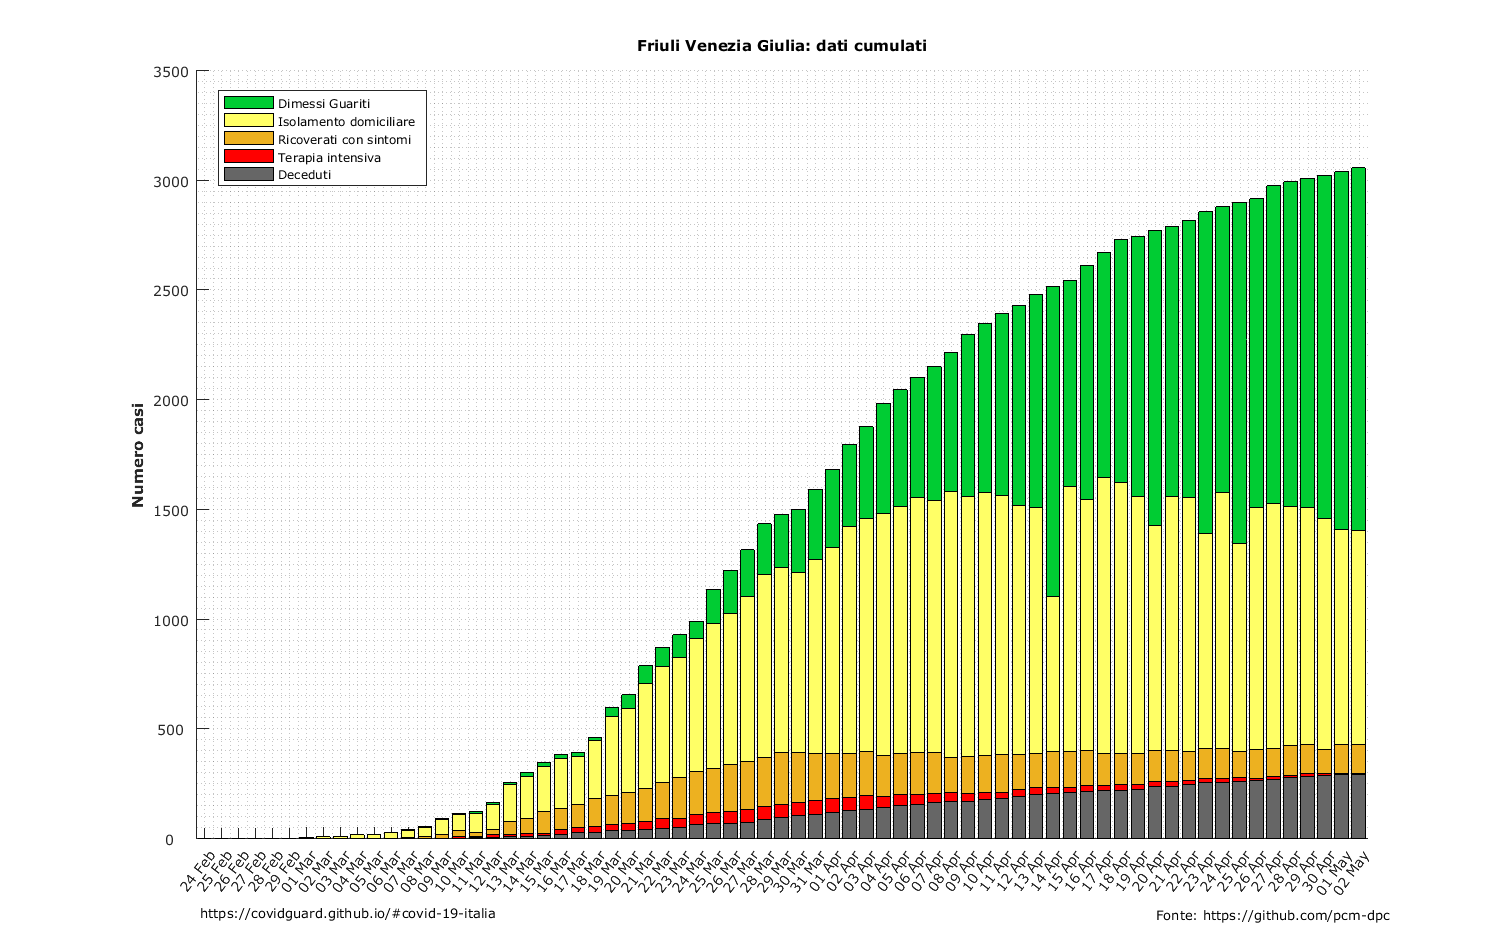 Friuli Venezia Giulia: dati cumulati
3500
3000
2500
2000
1500
1000
500
0
Numero casi
Dimessi Guariti
Isolamento domiciliare
Ricoverati con sintomi
Terapia intensiva
Deceduti
24 Feb
25 Feb
26 Feb
27 Feb
28 Feb
29 Feb
01 Mar
02 Mar
03 Mar
04 Mar
05 Mar
06 Mar
07 Mar
08 Mar
09 Mar
10 Mar
11 Mar
12 Mar
13 Mar
14 Mar
15 Mar
16 Mar
17 Mar
18 Mar
19 Mar
20 Mar
21 Mar
22 Mar
23 Mar
24 Mar
25 Mar
26 Mar
27 Mar
28 Mar
29 Mar
30 Mar
31 Mar
01 Apr
02 Apr
03 Apr
04 Apr
05 Apr
06 Apr
07 Apr
08 Apr
09 Apr
10 Apr
11 Apr
12 Apr
13 Apr
14 Apr
15 Apr
16 Apr
17 Apr
18 Apr
19 Apr
20 Apr
21 Apr
22 Apr
23 Apr
24 Apr
25 Apr
26 Apr
27 Apr
28 Apr
29 Apr
30 Apr
01 May
02 May
https://covidguard.github.io/#covid-19-italia
Fonte: https://github.com/pcm-dpc